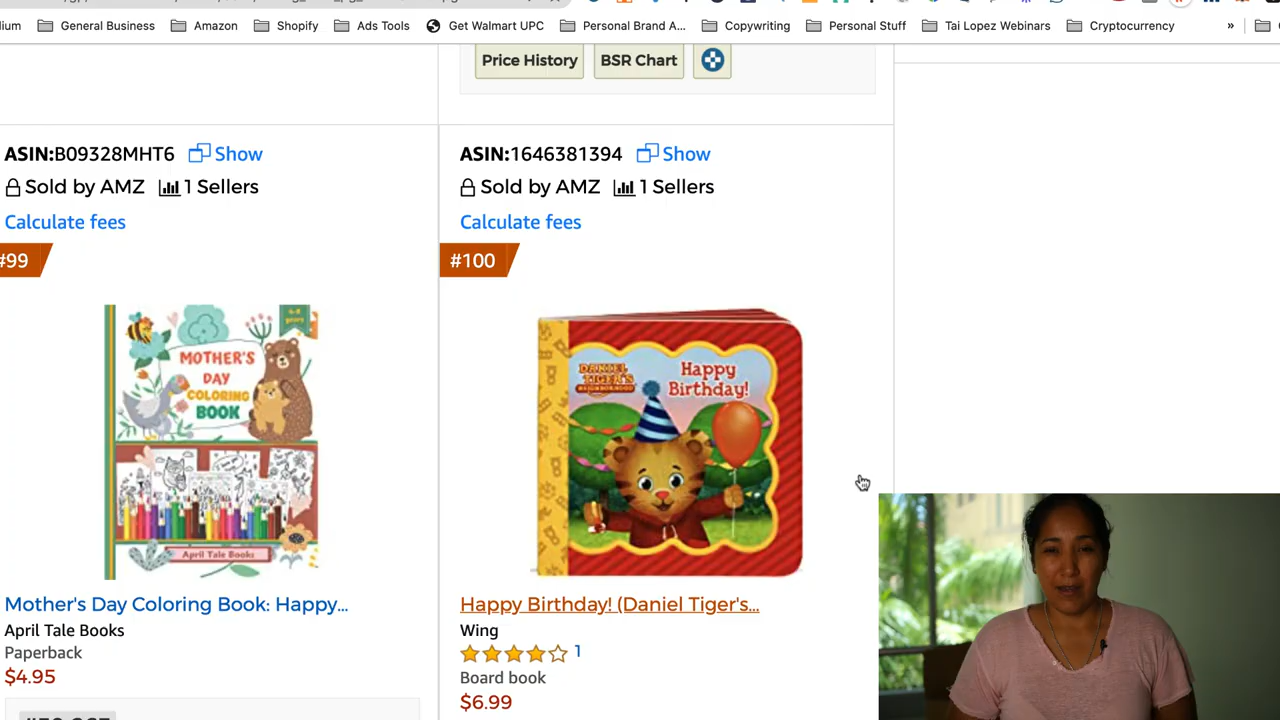 General Business
Amazon
Shopify
Ads Tools
Get Walmart UPC
Personal Brand A...
Copywriting
Personal Stuff
Tai Lopez Webinars
Cryptocurrency
»
Price History
BSR Chart
ASIN:B09328MHT6 Show
Sold by AMZ 1 Sellers
Calculate fees
#99
MOTHER'S
DAY
COLORING
BOOK
April Tale Books
Mother's Day Coloring Book: Happy...
April Tale Books
Paperback
$4.95
ASIN:1646381394 Show
Sold by AMZ 1 Sellers
Calculate fees
#100
DANIEL
TIGER'S
NEIGHBORHOOD
Happy
Birthday!
Happy Birthday! (Daniel Tiger's...
Wing
1
Board book
$6.99